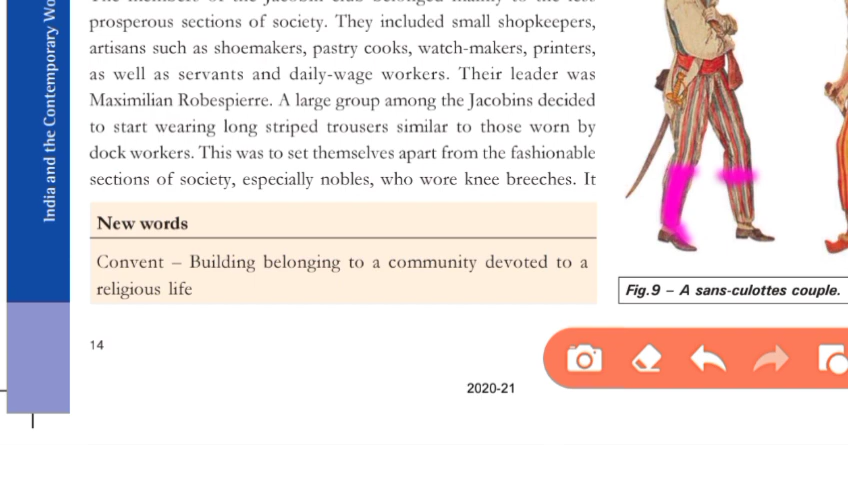 prosperous sections of society. They included small shopkeepers,
artisans such as shoemakers, pastry cooks, watch-makers, printers,
as well as servants and daily-wage workers. Their leader was
Maximilian Robespierre. A large group among the Jacobins decided
to start wearing long striped trousers similar to those worn by
dock workers. This was to set themselves apart from the fashionable
sections of society, especially nobles, who wore knee breeches. It
New words
Convent – Building belonging to a community devoted to a
religious life
14
2020-21
India and the Contemporary Wo
Fig.9 – A sans-culottes couple.